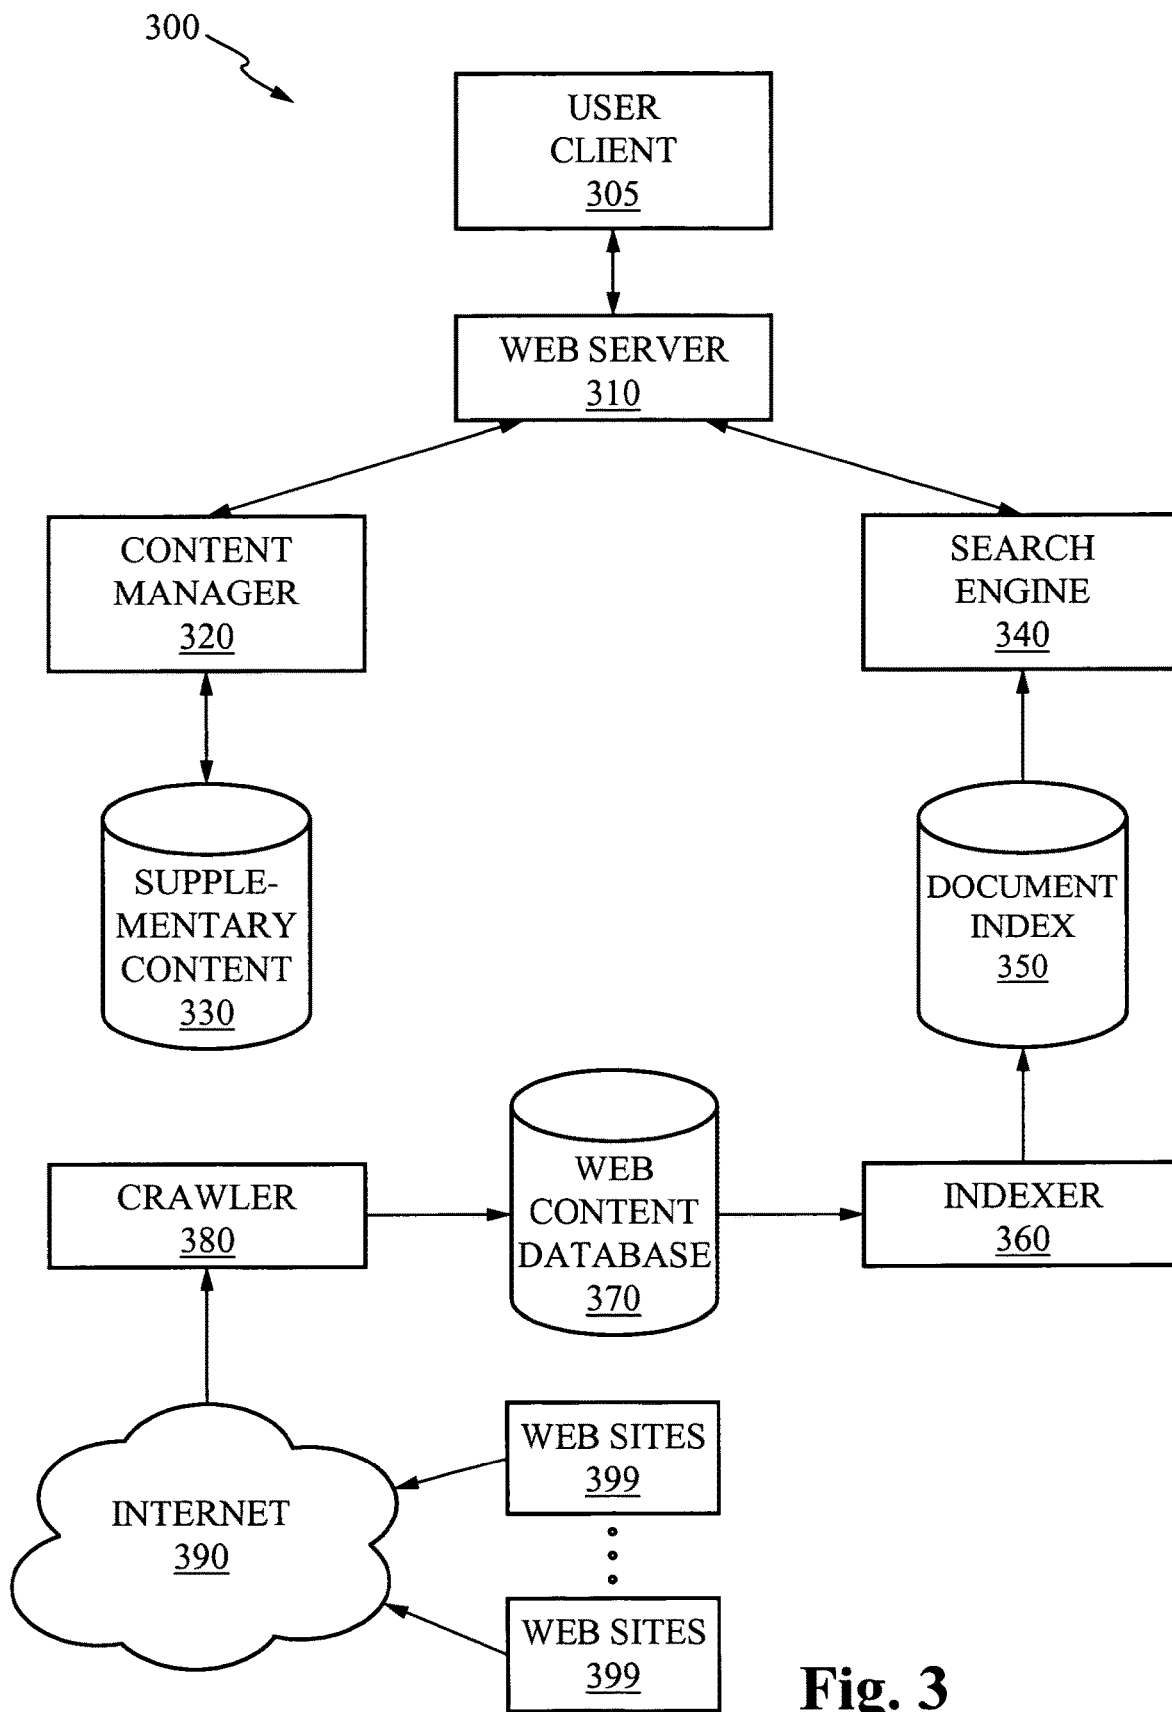 300
USER
CLIENT
305
WEB SERVER
310
CONTENT
MANAGER
320
SEARCH
ENGINE
340
SUPPLE-
MENTARY
CONTENT
330
DOCUMENT
INDEX
350
CRAWLER
380
WEB
CONTENT
DATABASE
370
INDEXER
360
INTERNET
390
WEB SITES
399
WEB SITES
399
Fig. 3